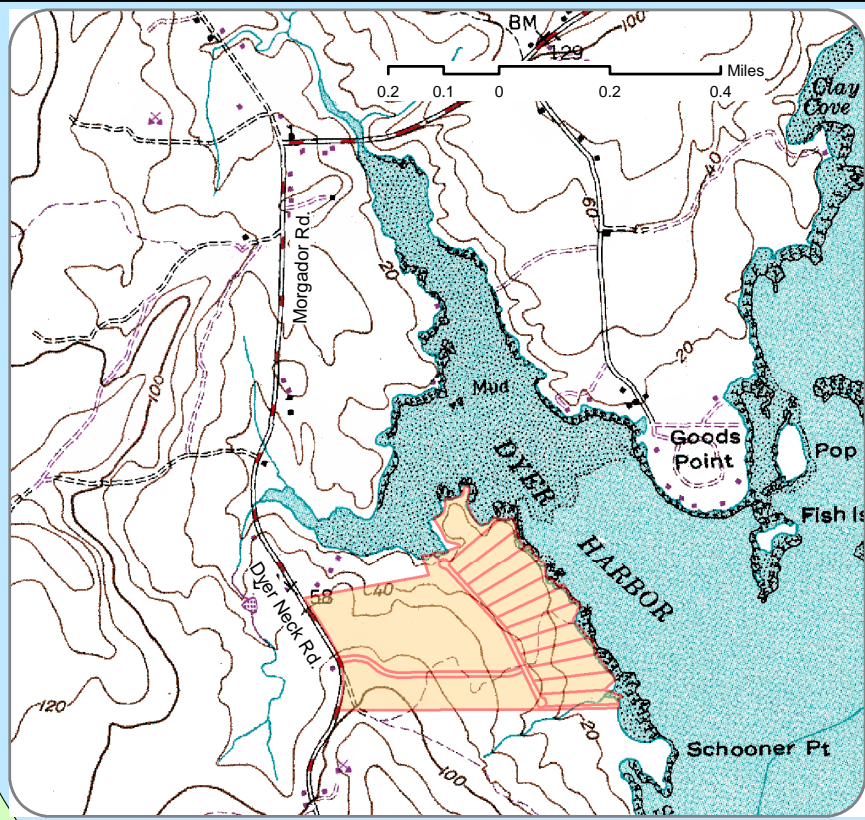 BM
129
100
Miles
0.2 0.1 0 0.2 0.4
Clay
Cove
40
60
Morgador Rd.
20
20
100
Mud
Goods
Point
Pop
DYER
Fish Is
HARBOR
Dyer Neck Rd.
58
40
120
20
Schooner Pt
100